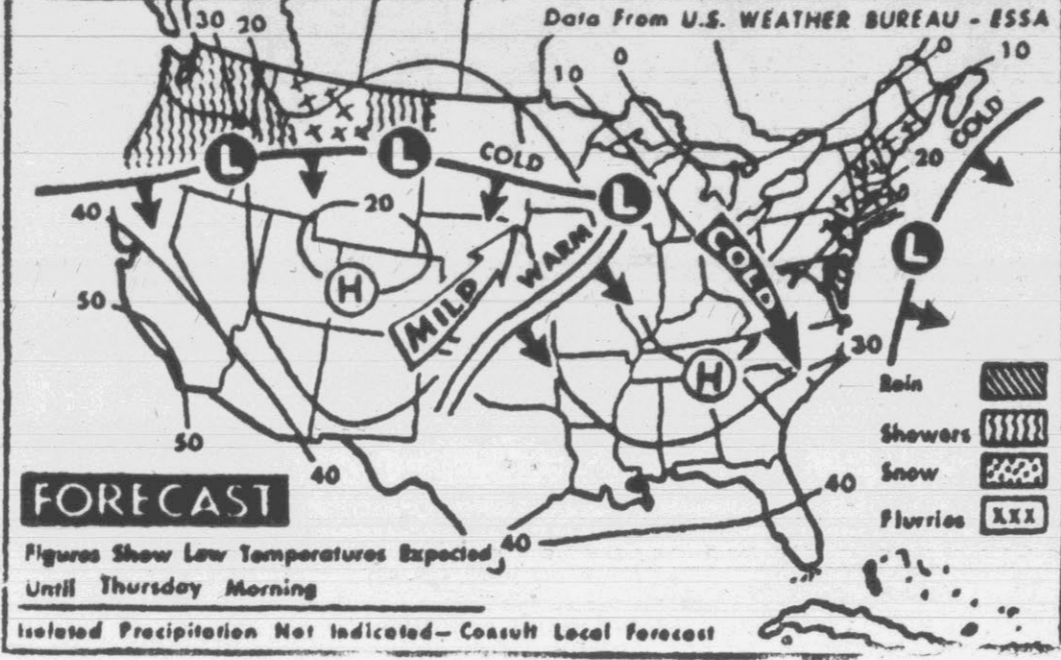 Data From U.S. WEATHER BUREAU - ESSA
30 20
10 0
0 10
COLD
20
L L COLD L
40 20
COLD
L
WARM
H
MILD
50
30
H
50
40
40
40
Rain
Showers
Snow
Flurries XXX
FORECAST
Figures Show Low Temperatures Expected
Until Thursday Morning
Isolated Precipitation Not Indicated— Consult Local Forecast